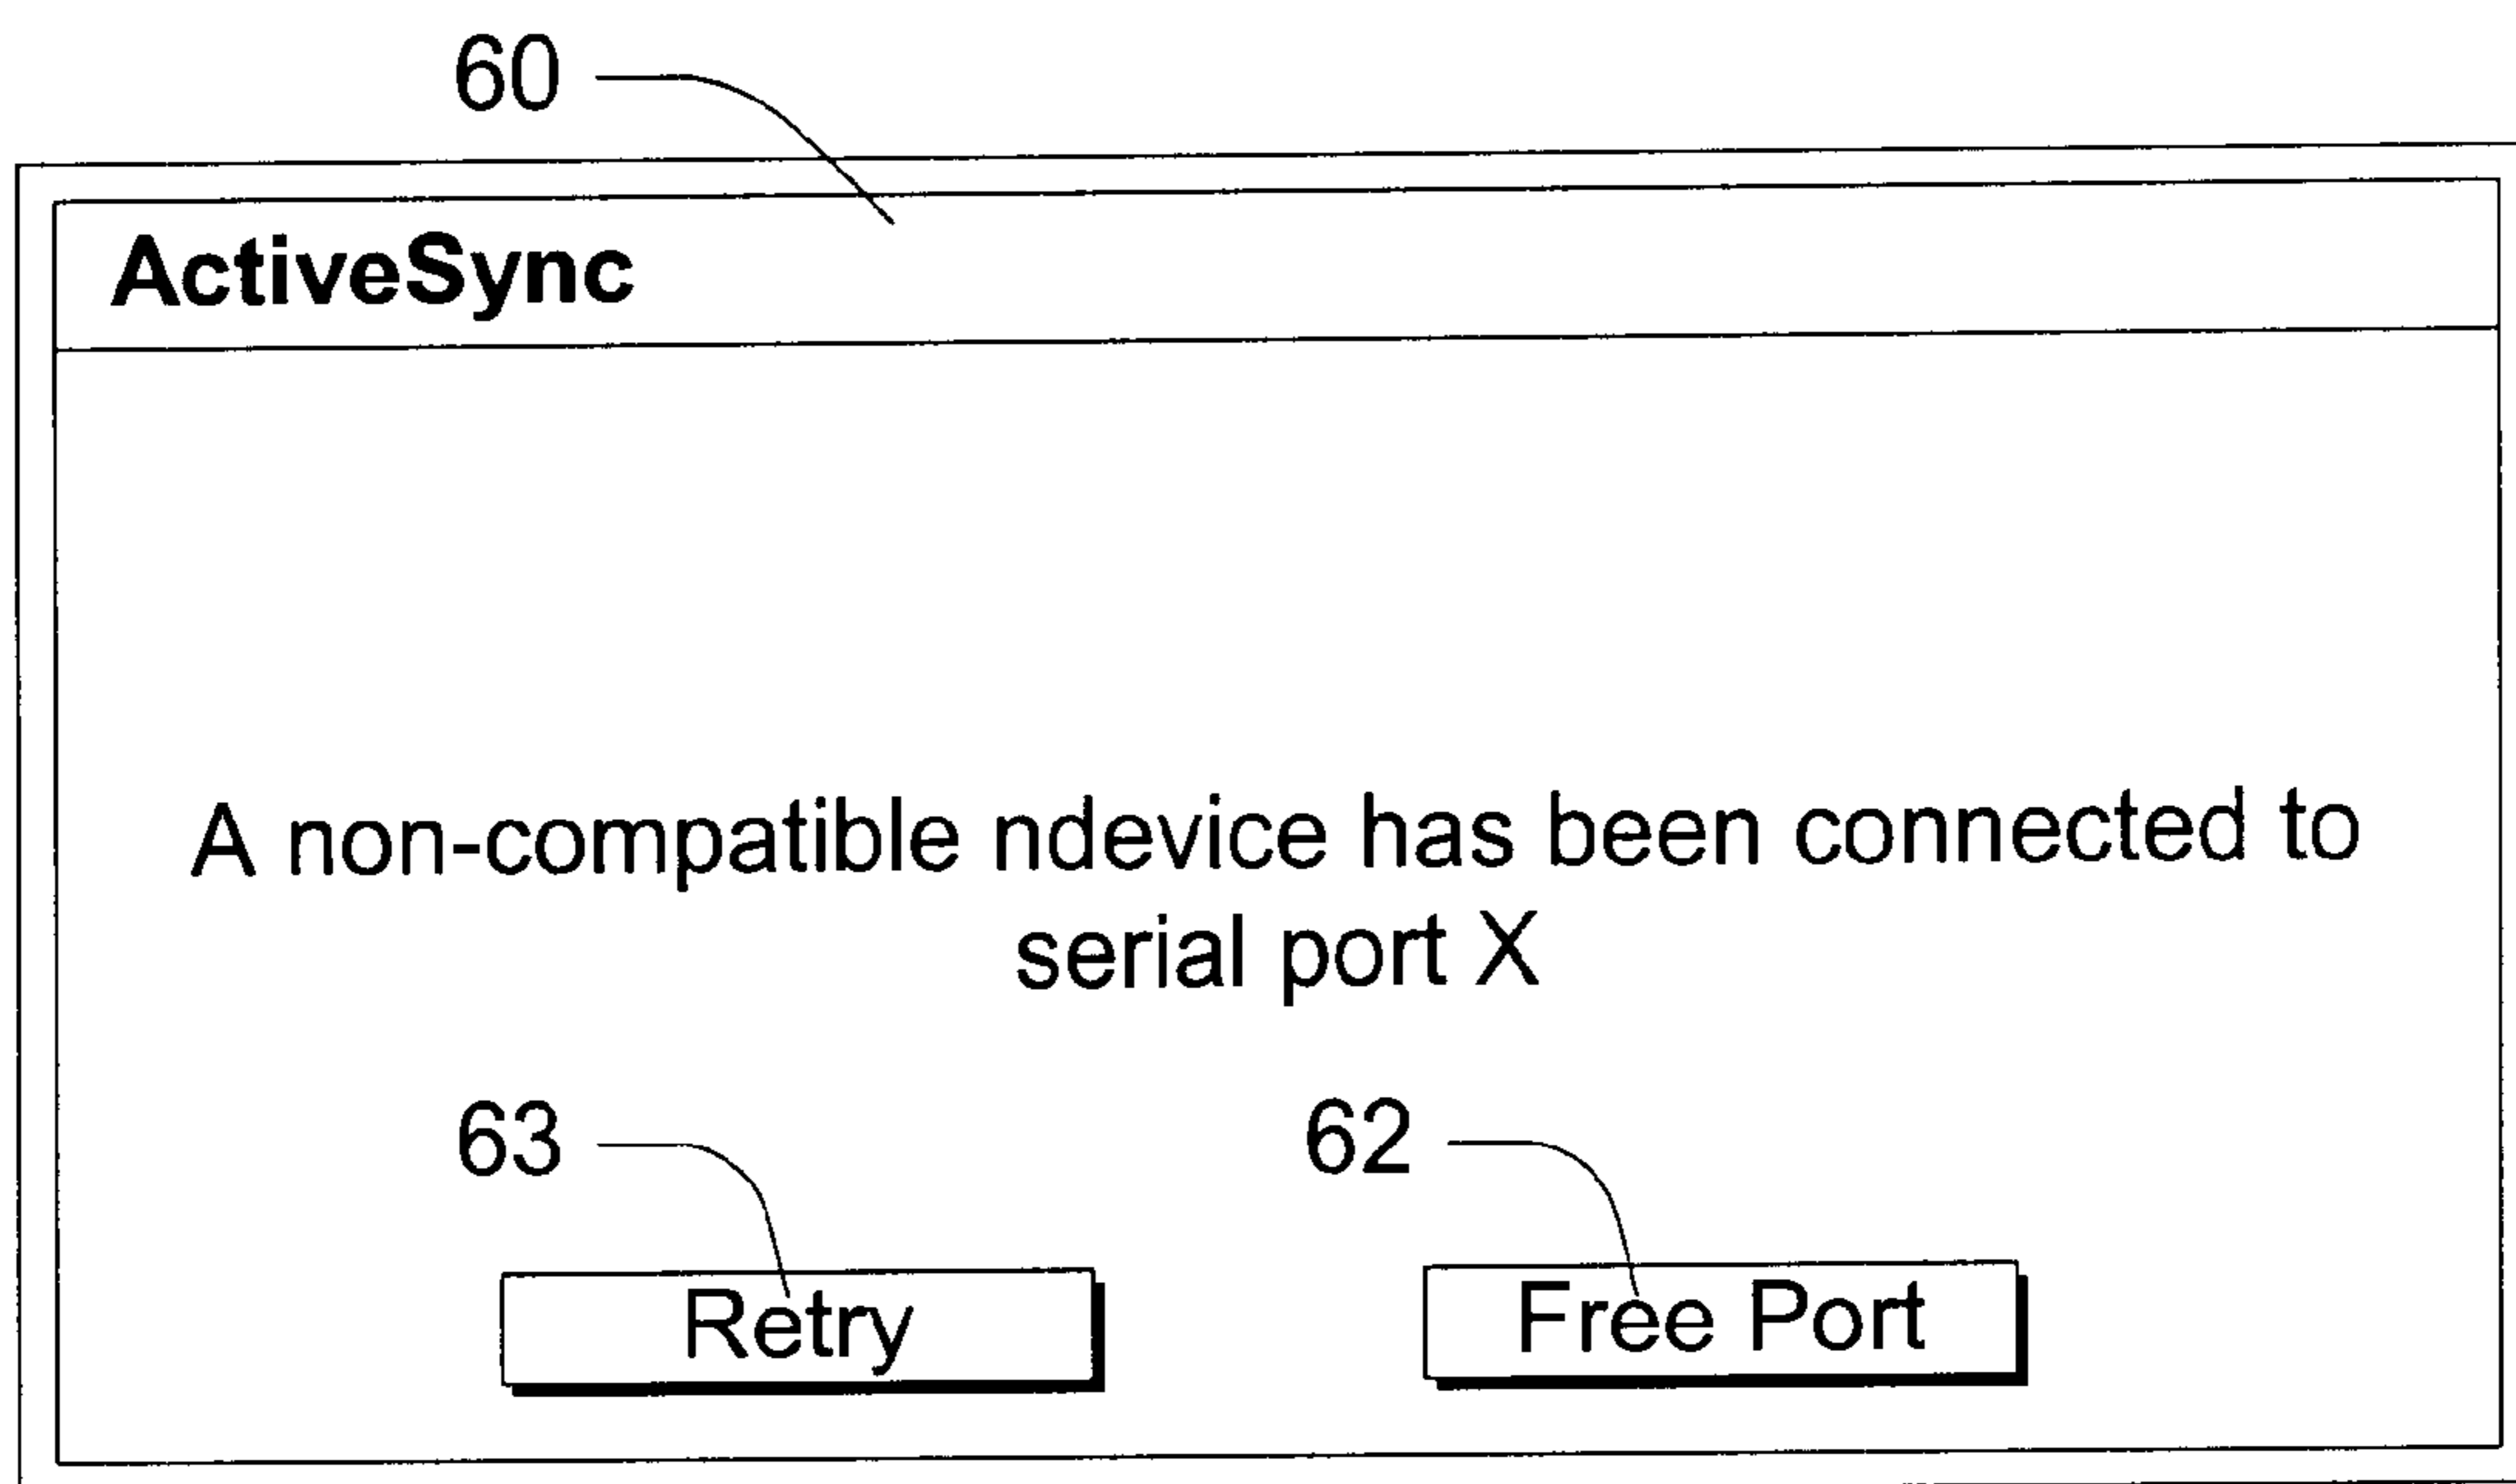 60
ActiveSync
A non-compatible ndevice has been connected to
serial port X
63 62
Retry Free Port